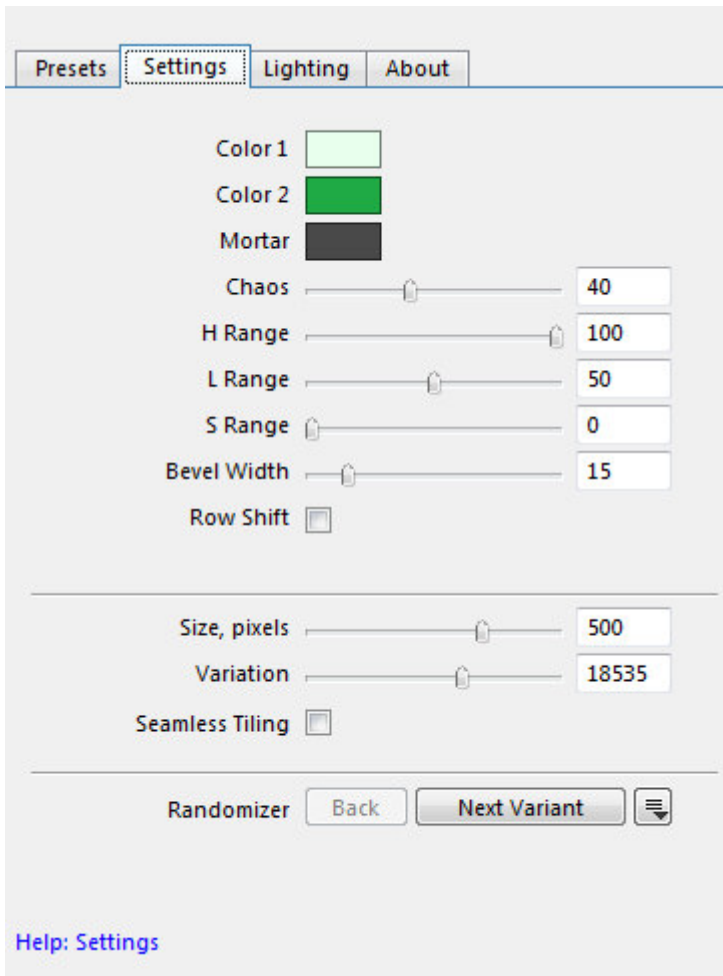 Presets Settings Lighting About
Color 1
Color 2
Mortar
Chaos 40
H Range 100
L Range 50
S Range 0
Bevel Width 15
Row Shift
Size, pixels 500
Variation 18535
Seamless Tiling
Randomizer Back Next Variant
Help: Settings